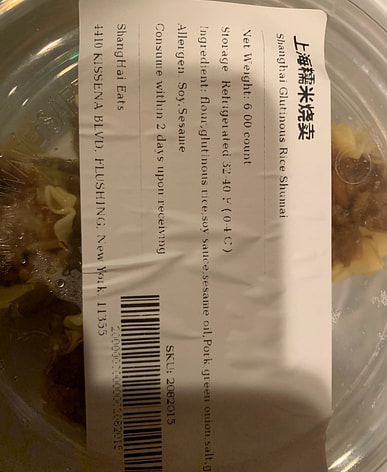 上海糯米烧卖
Shanghai Glutinous Rice Shumai
Net Weight: 6.00 count
Storage: Refrigerated 32-40 F ( 0-4 C )
Ingredient: flour,glutinous rice,soy sauce,sesame oil,Pork,green onion,salt,g
Allergen: Soy,Sesame
Consume within 2 days upon receiving
ShangHai Eats
4410 KISSENA BLVD, FLUSHING, New York 11355
SKU: 2082015